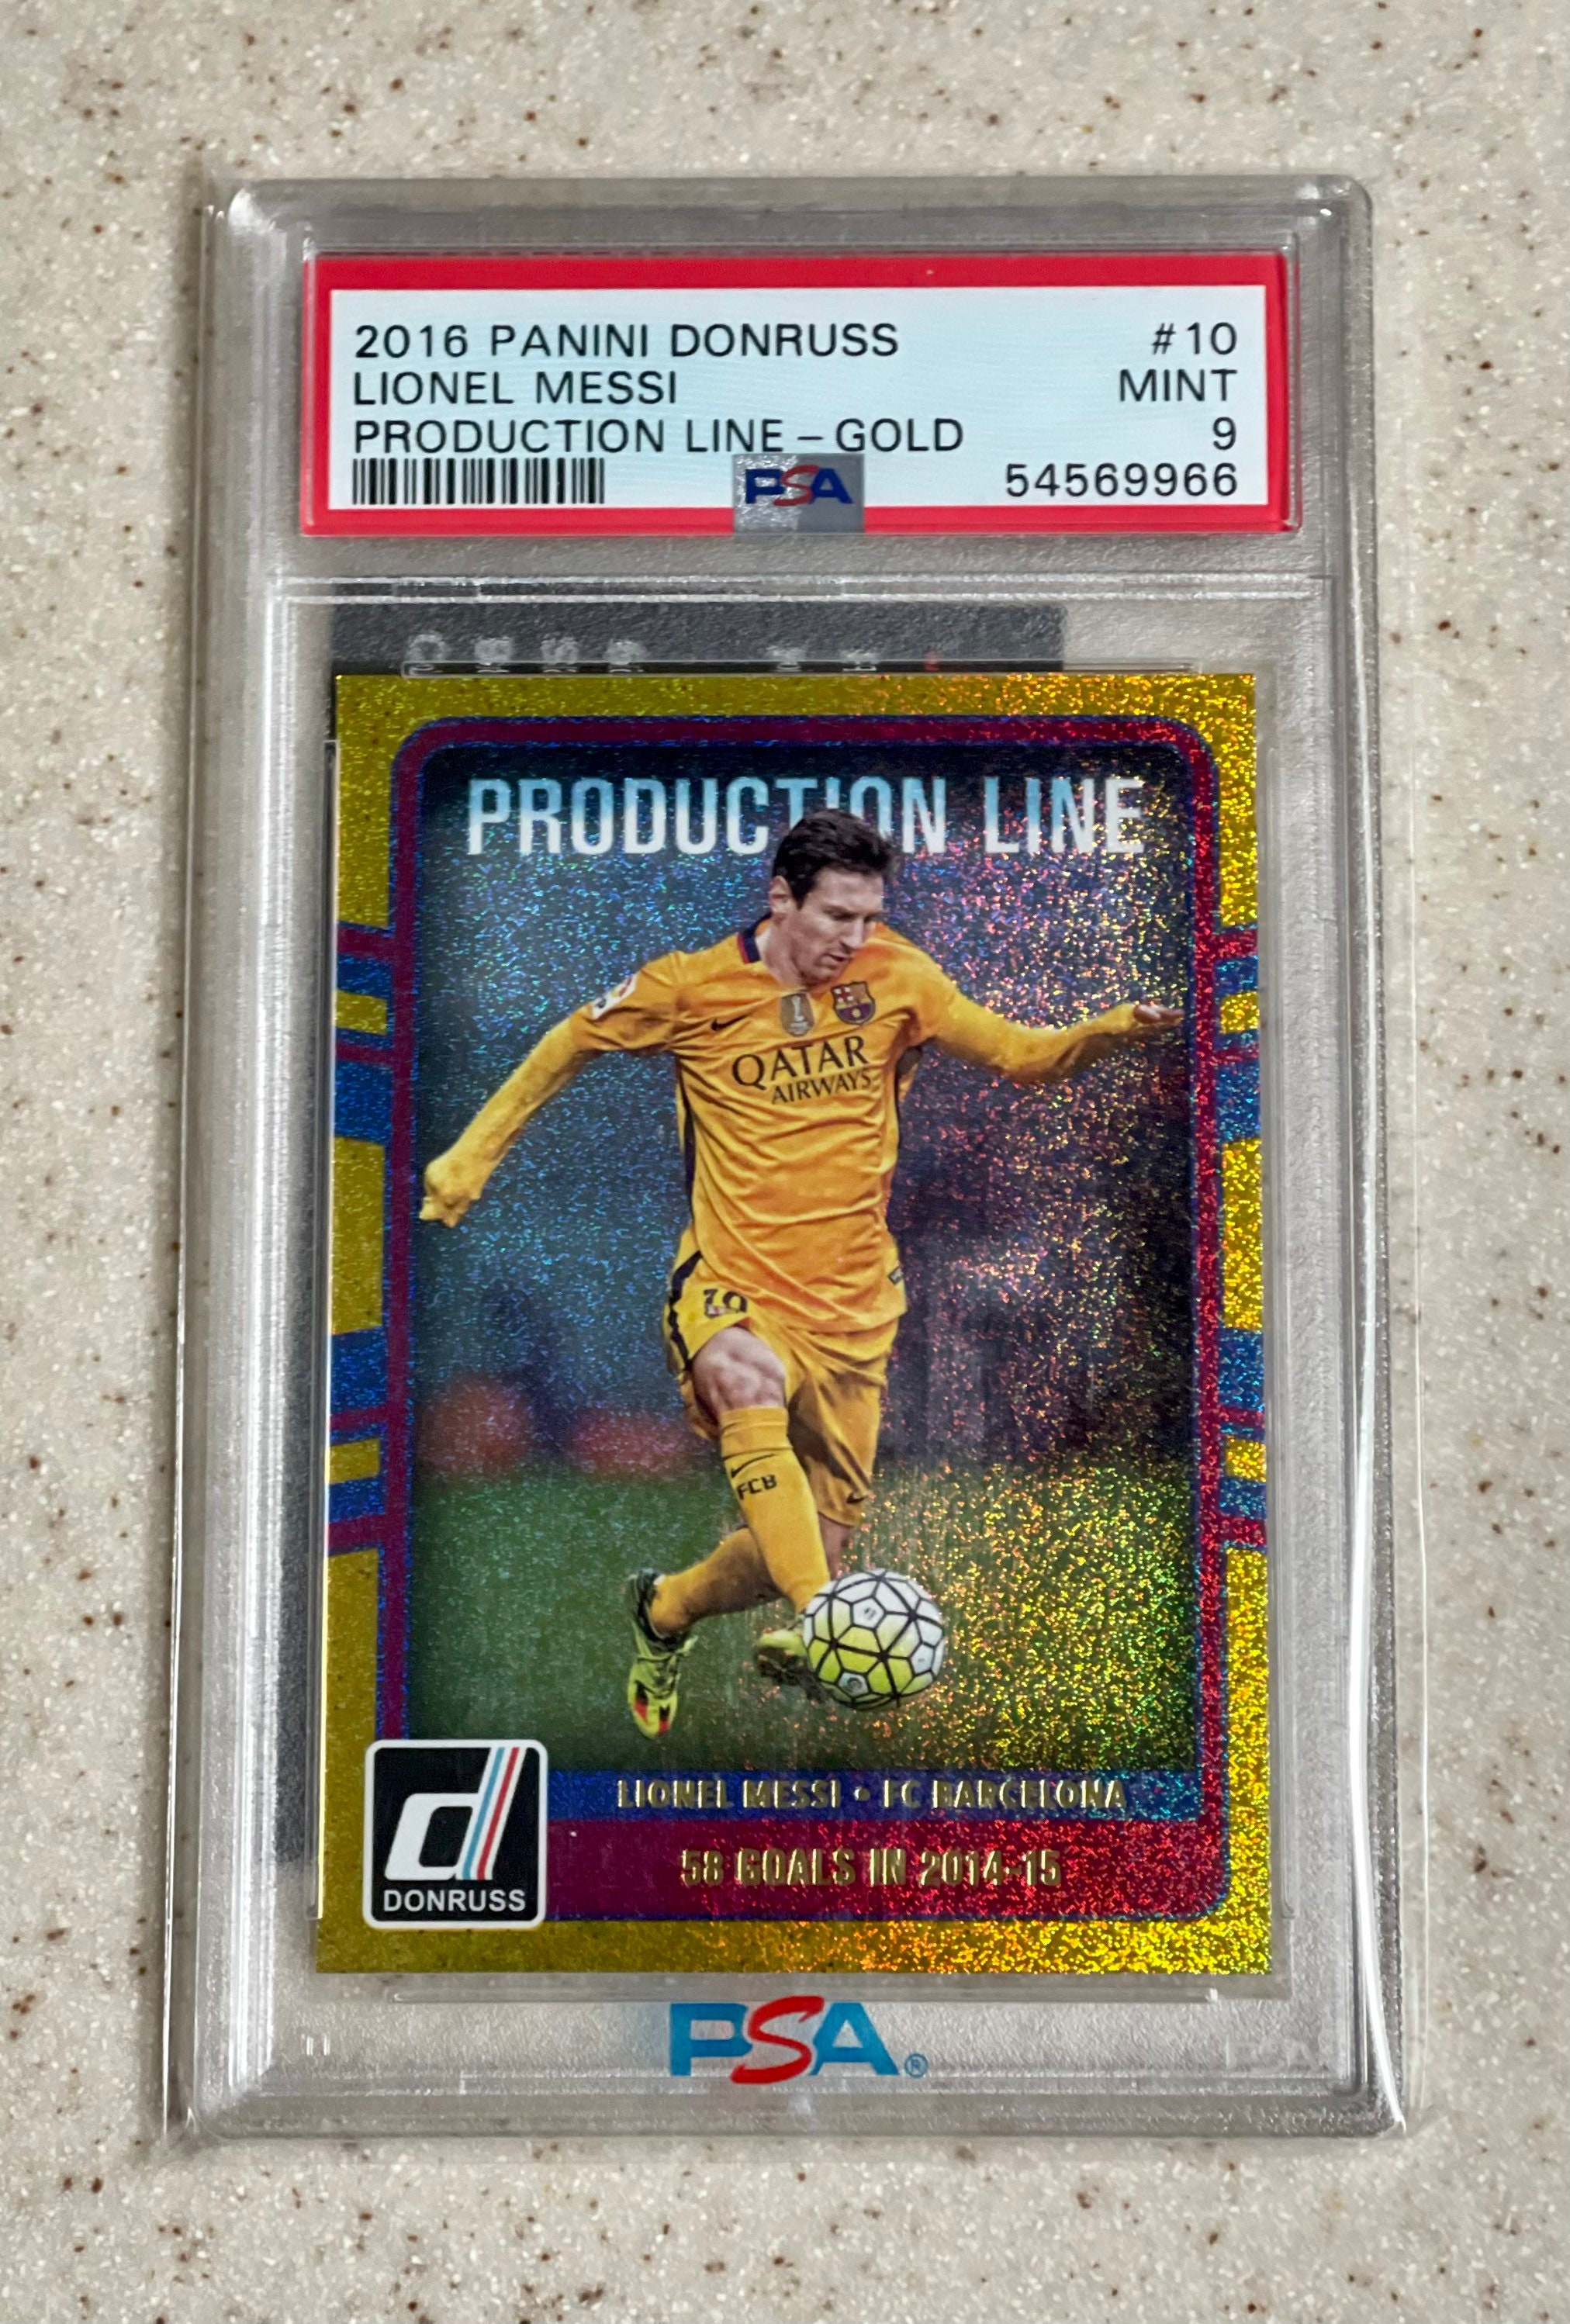 2016 PANINI DONRUSS #10
LIONEL MESSI MINT
PRODUCTION LINE – GOLD 9
PSA 54569966
PRODUCTION LINE
QATAR
AIRWAYS
10
FCB
LIONEL MESSI • FC BARCELONA
58 GOALS IN 2014-15
d
DONRUSS
PSA®